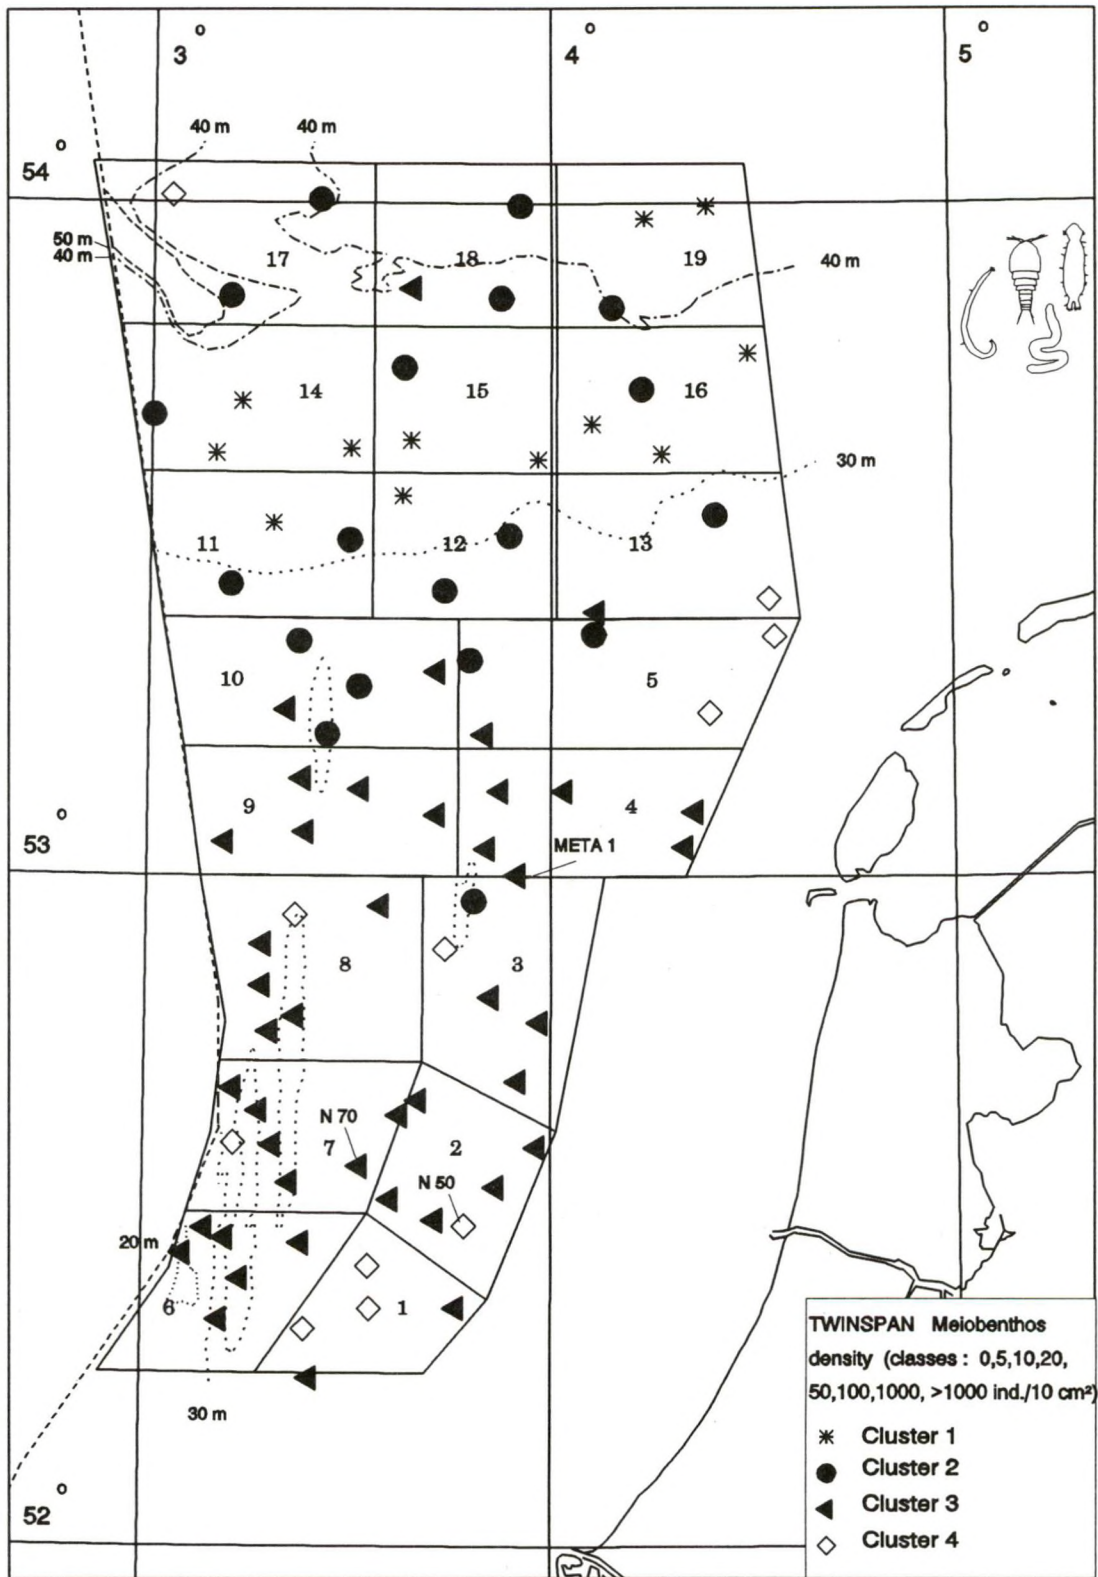 3°
4°
5°
40 m
40 m
54°
50 m
40 m
17
18
19
40 m
14
15
16
30 m
11
12
13
10
5
9
4
53°
META 1
8
3
N 70
7
2
N 50
20 m
6
1
30 m
52°
TWINSPAN Meiobenthos
density (classes : 0,5,10,20,
50,100,1000, >1000 ind./10 cm²)
Cluster 1
Cluster 2
Cluster 3
Cluster 4